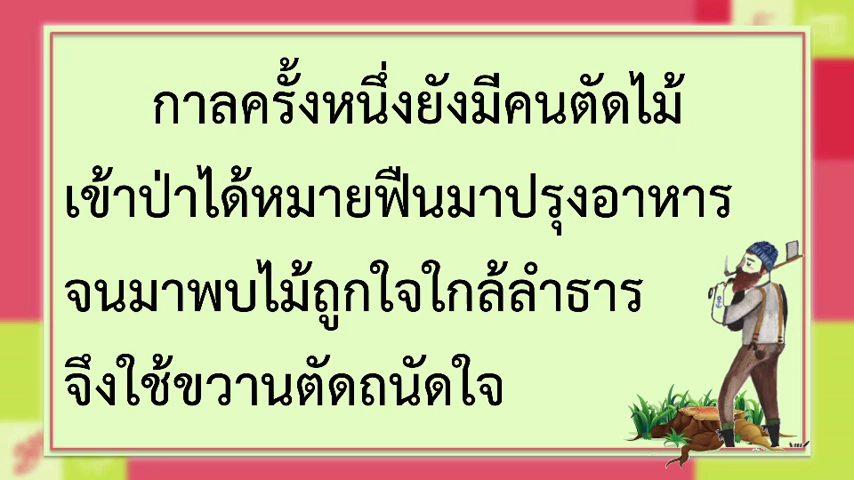 กาลครั้งหนึ่งยังมีคนตัดไม้
เข้าป่าได้หมายฟืนมาปรุงอาหาร
จนมาพบไม้ถูกใจใกล้ลำธาร
จึงใช้ขวานตัดถนัดใจ